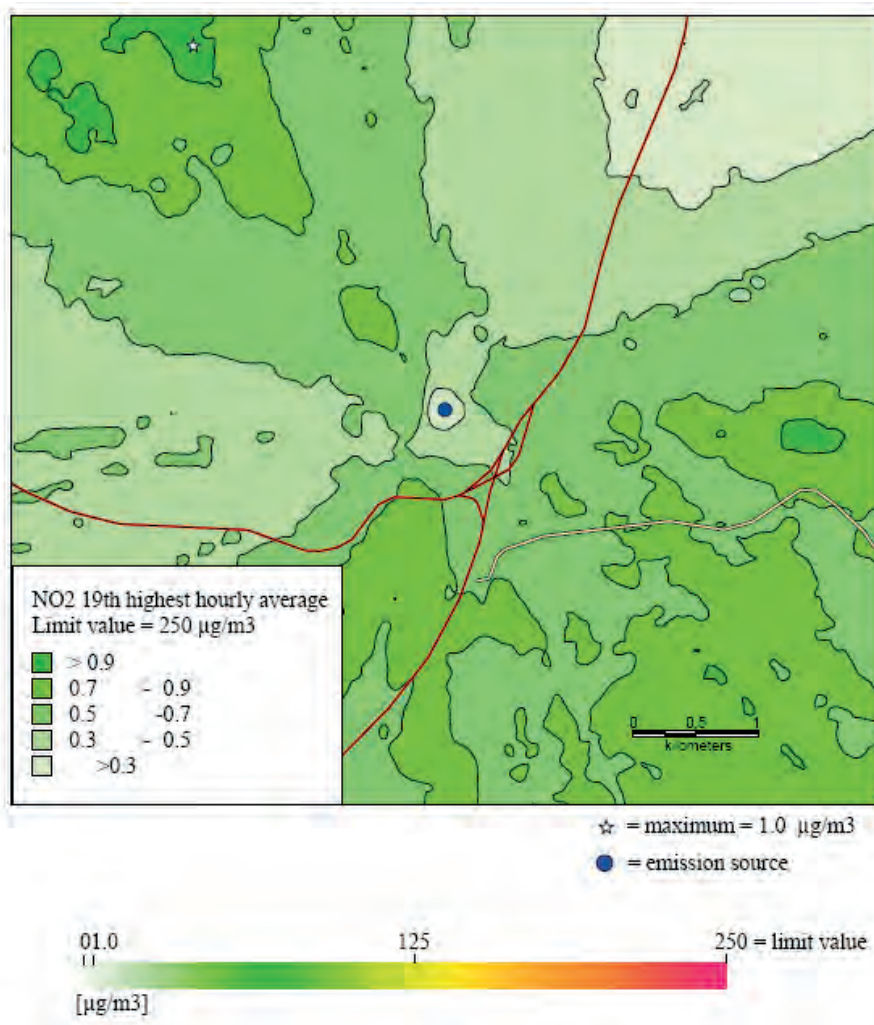 NO2 19th highest hourly average
Limit value = 250 µg/m3
> 0.9
0.7 - 0.9
0.5 -0.7
0.3 - 0.5
>0.3
0 0,5 1
kilometers
= maximum = 1.0 µg/m3
= emission source
01.0 125 250 = limit value
[µg/m3]